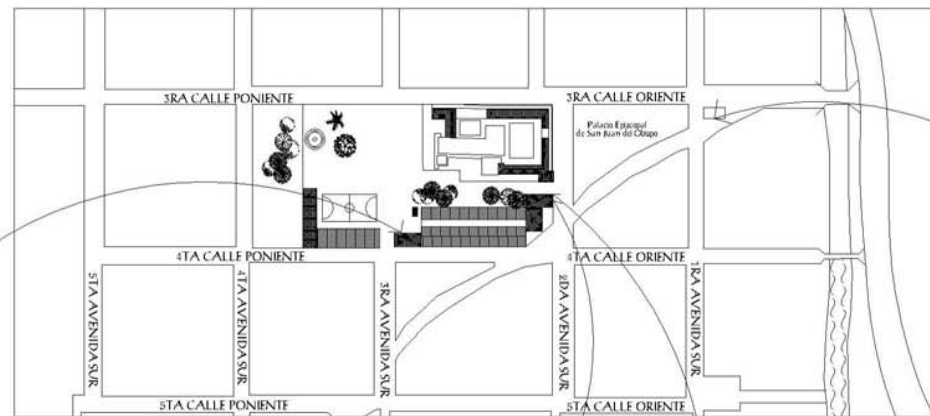 3RA CALLE PONIENTE
3RA CALLE ORIENTE
Palacio Episcopal
de San Juan del Obispo
4TA CALLE PONIENTE
4TA CALLE ORIENTE
5TA AVENIDA SUR
4TA AVENIDA SUR
3RA AVENIDA SUR
2DA AVENIDA SUR
1RA AVENIDA SUR
5TA CALLE PONIENTE
5TA CALLE ORIENTE